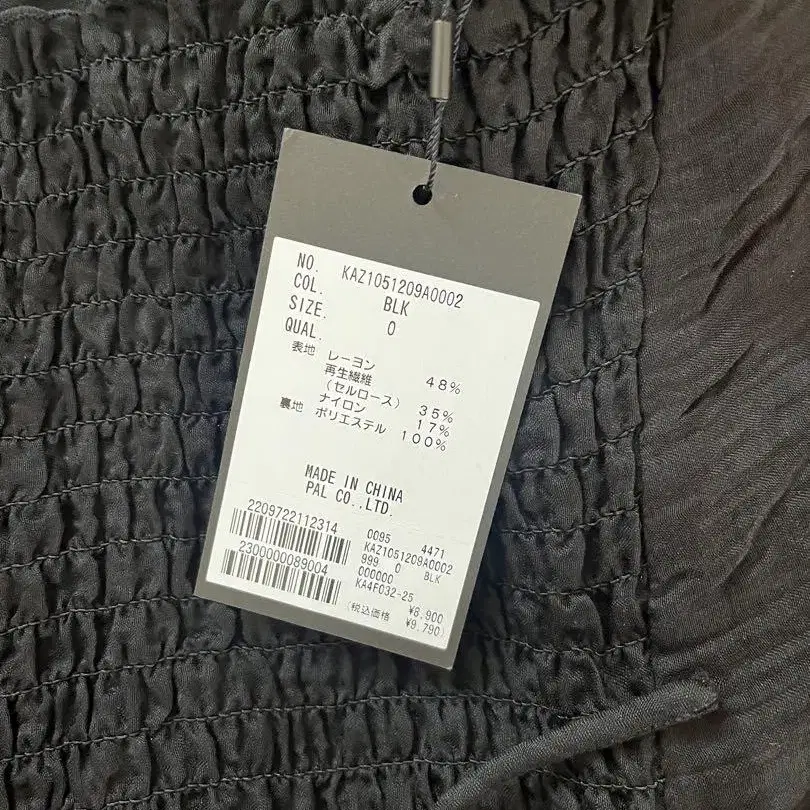 NO. KAZ1051209A0002
COL. BLK
SIZE. 0
QUAL.
表地 レーヨン 48%
再生繊維
(セルロース) 35%
ナイロン 17%
裏地 ポリエステル 100%
MADE IN CHINA
PAL CO.,LTD.
2209722112314
2300000089004
0095 4471
KAZ1051209A0002
999 0 BLK
000000
KA4F032-25
¥8,900
(税込価格 ¥9,790)